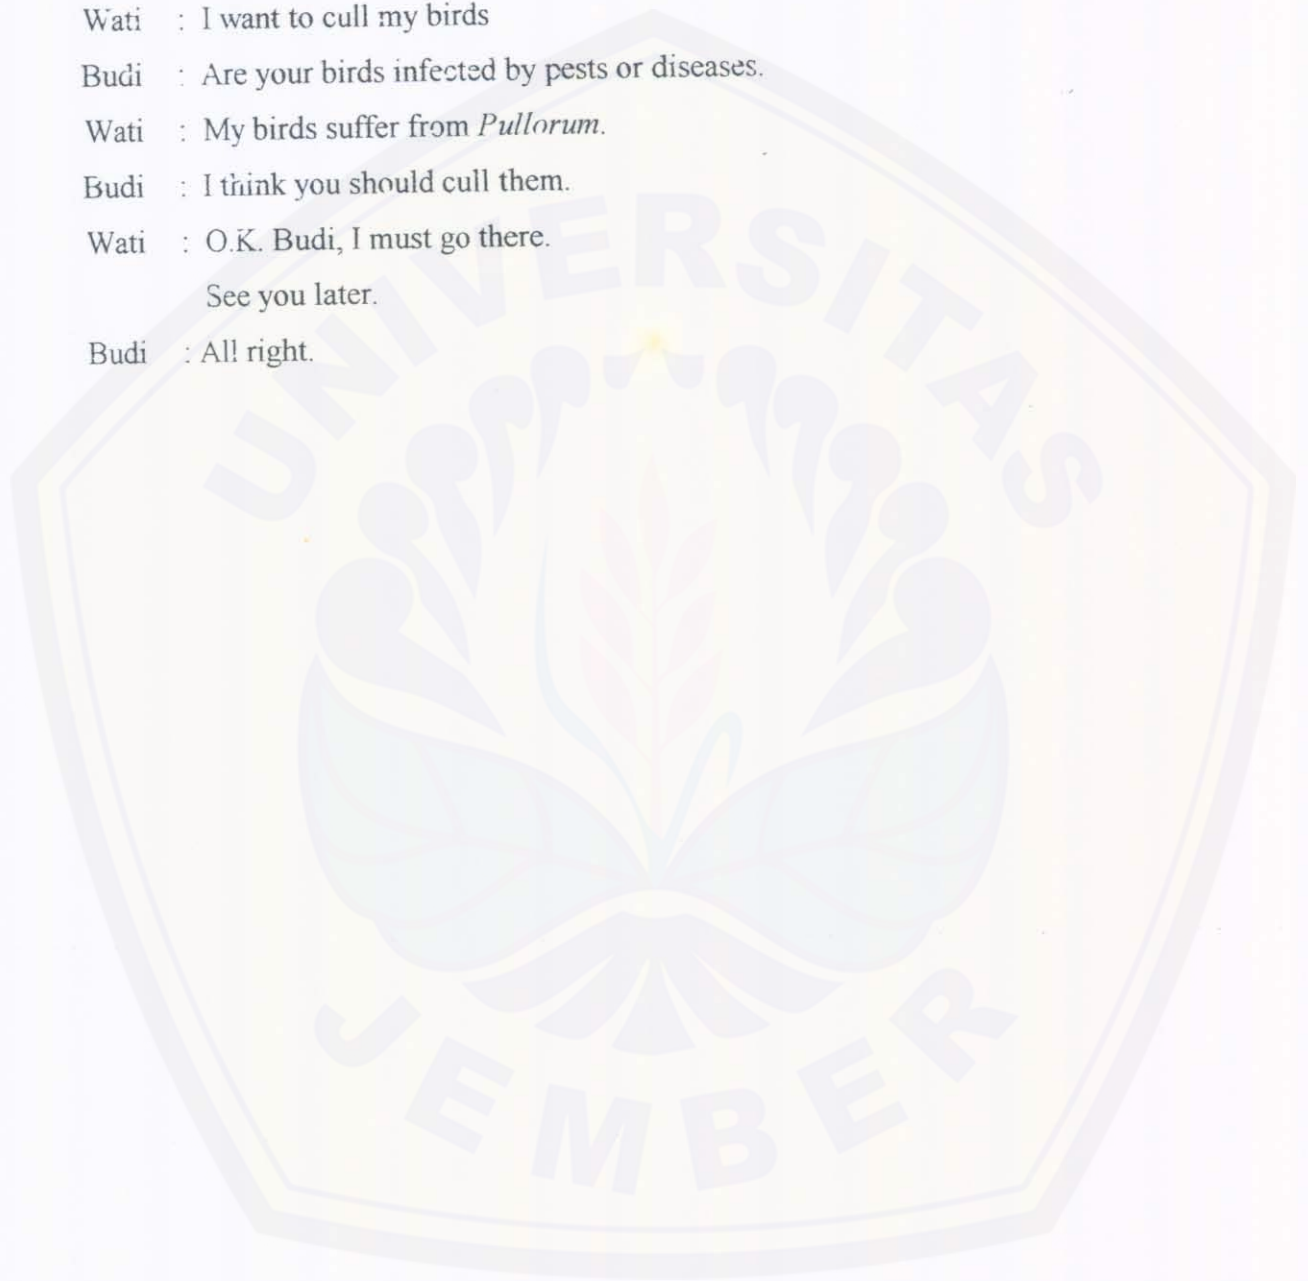 Wati : I want to cull my birds
Budi : Are your birds infected by pests or diseases.
Wati : My birds suffer from Pullorum.
Budi : I think you should cull them.
Wati : O.K. Budi, I must go there.
See you later.
Budi : All right.
UNIVERSITAS
JEMBER